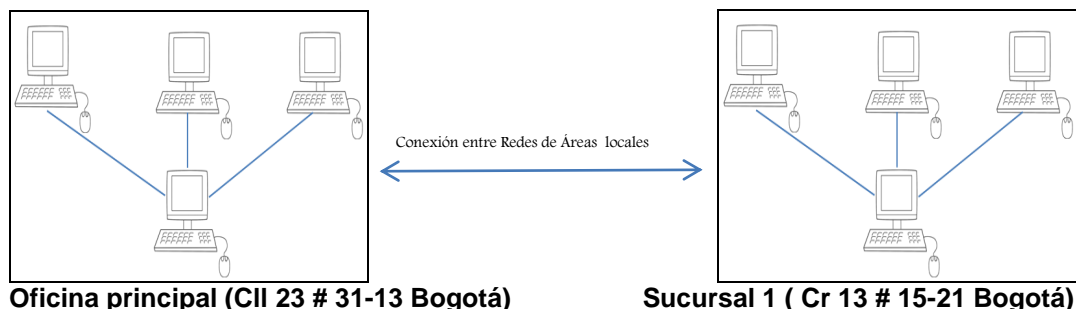 Conexión entre Redes de Áreas locales
Oficina principal (Cll 23 # 31-13 Bogotá)
Sucursal 1 ( Cr 13 # 15-21 Bogotá)